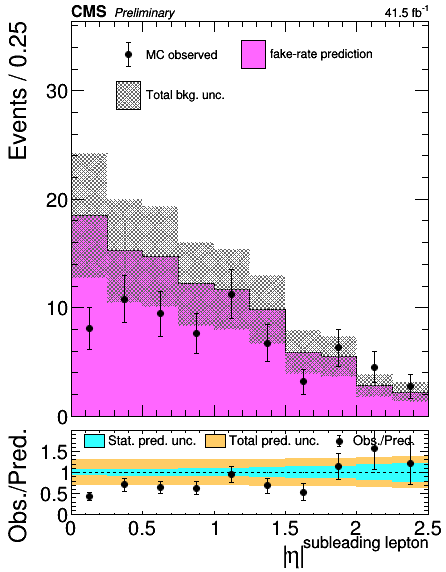 CMS Preliminary 41.5 fb-1
Events / 0.25
MC observed fake-rate prediction
Total bkg. unc.
30
20
10
0
Obs./Pred.
Stat. pred. unc. Total pred. unc. Obs./Pred.
1.5
1
0.5
0
0 0.5 1 1.5 2 2.5
|η| subleading lepton